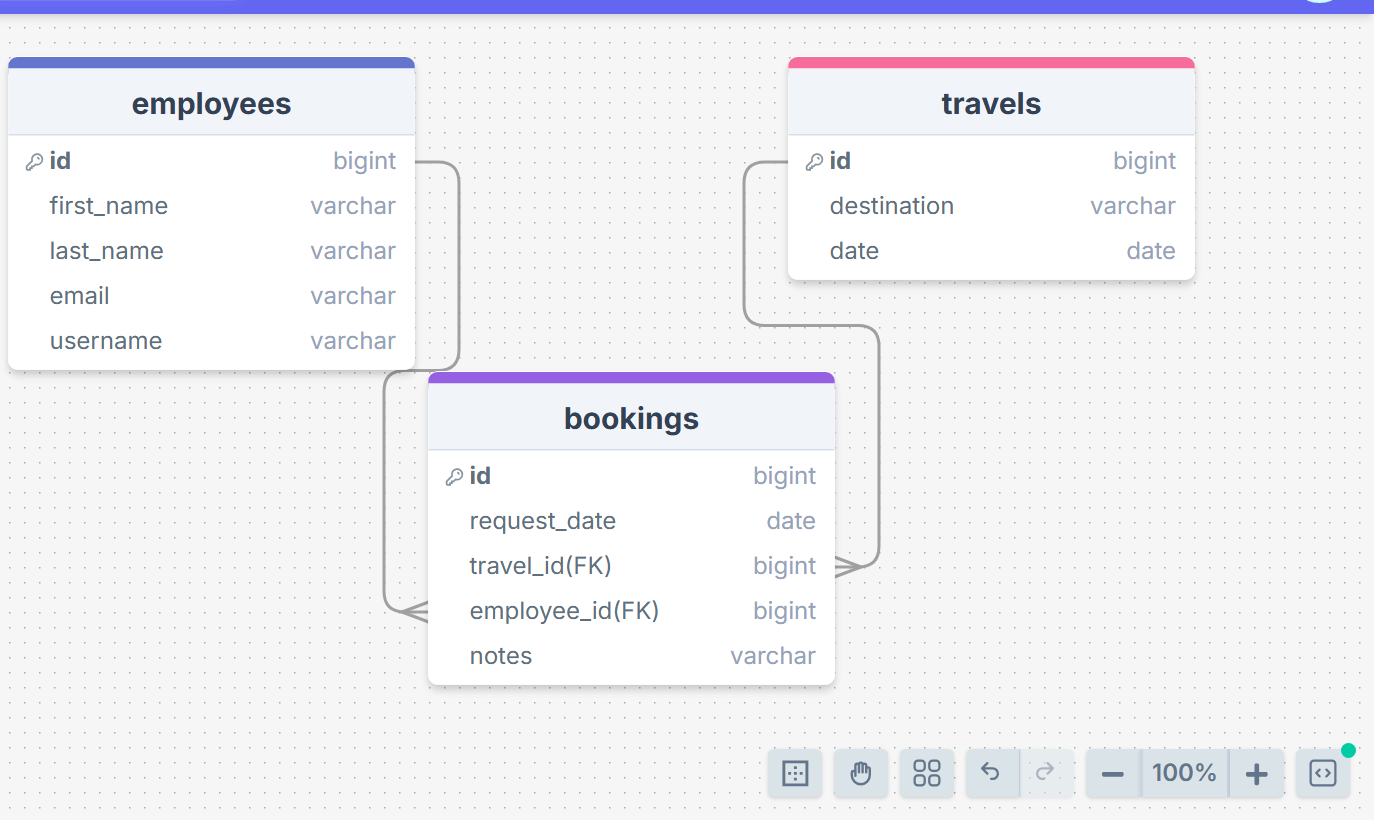 employees
id bigint
first_name varchar
last_name varchar
email varchar
username varchar
travels
id bigint
destination varchar
date date
bookings
id bigint
request_date date
travel_id(FK) bigint
employee_id(FK) bigint
notes varchar
100%